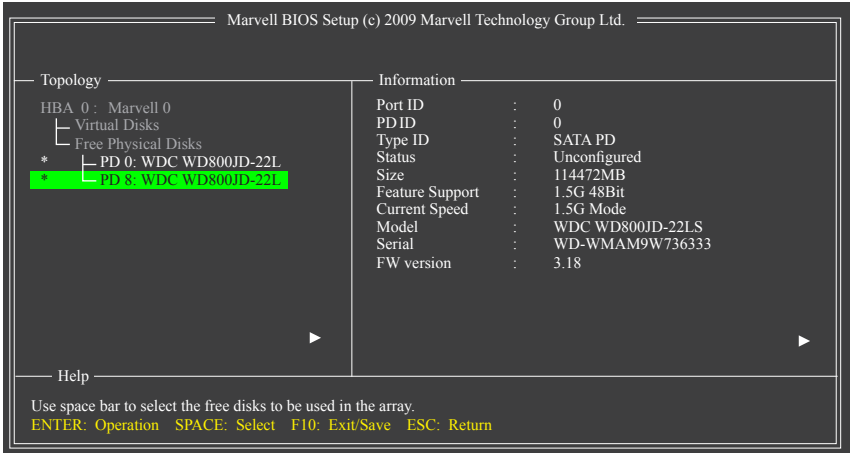 Marvell BIOS Setup (c) 2009 Marvell Technology Group Ltd.
Topology
HBA 0 : Marvell 0
Virtual Disks
Free Physical Disks
* PD 0: WDC WD800JD-22L
* PD 8: WDC WD800JD-22L
Information
Port ID : 0
PD ID : 0
Type ID : SATA PD
Status : Unconfigured
Size : 114472MB
Feature Support : 1.5G 48Bit
Current Speed : 1.5G Mode
Model : WDC WD800JD-22LS
Serial : WD-WMAM9W736333
FW version : 3.18
Help
Use space bar to select the free disks to be used in the array.
ENTER: Operation SPACE: Select F10: Exit/Save ESC: Return